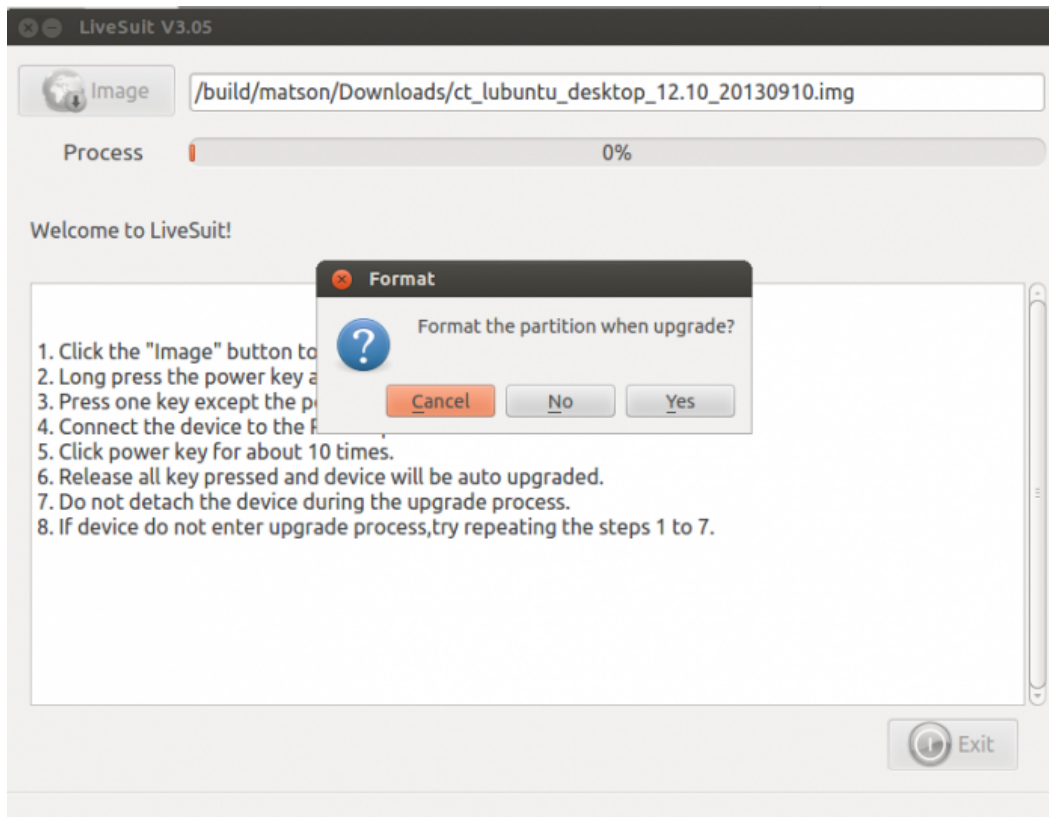 LiveSuit V3.05
Image
/build/matson/Downloads/ct_lubuntu_desktop_12.10_20130910.img
Process
0%
Welcome to LiveSuit!
Format
Format the partition when upgrade?
Cancel
No
Yes
1. Click the "Image" button to
2. Long press the power key
3. Press one key except the
4. Connect the device to the
5. Click power key for about 10 times.
6. Release all key pressed and device will be auto upgraded.
7. Do not detach the device during the upgrade process.
8. If device do not enter upgrade process,try repeating the steps 1 to 7.
Exit